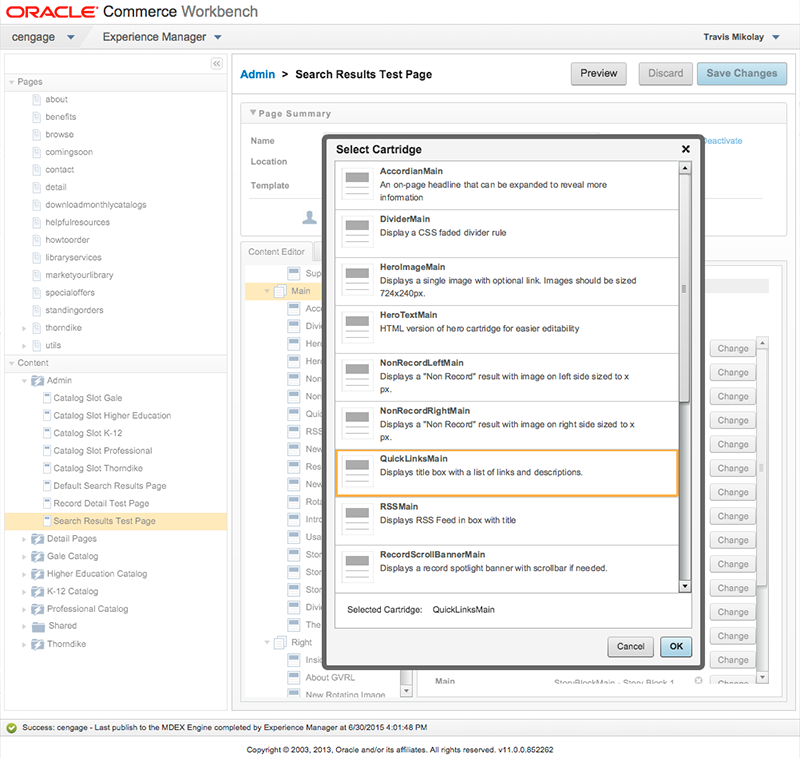 ORACLE Commerce Workbench
cengage Experience Manager Travis Mikolay
Pages
about
benefits
browse
comingsoon
contact
detail
downloadmonthlycatalogs
helpfulresources
howtoorder
libraryservices
marketyourlibrary
specialoffers
standingorders
thorndike
utils
Content
Admin
Catalog Slot Gale
Catalog Slot Higher Education
Catalog Slot K-12
Catalog Slot Professional
Catalog Slot Thorndike
Default Search Results Page
Record Detail Test Page
Search Results Test Page
Detail Pages
Gale Catalog
Higher Education Catalog
K-12 Catalog
Professional Catalog
Shared
Thorndike
Admin > Search Results Test Page Preview Discard Save Changes
Page Summary
Name Deactivate
Location
Template
Content Editor
Sup
Main
Acc
Divi
Her
Her
Non
Non
Quic
RSS
New
Res
New
Rota
Intro
Usa
Stor
Stor
Stor
Divi
The
Right
Insid
About GVRL
New Rotating Image
Select Cartridge
AccordianMain
An on-page headline that can be expanded to reveal more
information
DividerMain
Display a CSS faded divider rule
HeroImageMain
Displays a single image with optional link. Images should be sized
724x240px.
HeroTextMain
HTML version of hero cartridge for easier editability
NonRecordLeftMain
Displays a "Non Record" result with image on left side sized to x
px.
NonRecordRightMain
Displays a "Non Record" result with image on right side sized to x
px.
QuickLinksMain
Displays title box with a list of links and descriptions.
RSSMain
Displays RSS Feed in box with title
RecordScrollBannerMain
Displays a record spotlight banner with scrollbar if needed.
Selected Cartridge: QuickLinksMain
Cancel OK
Change
Change
Change
Change
Change
Change
Change
Change
Change
Change
Change
Change
Change
Change
Main StoryBlockMain - Story Block 1 Change
Success: cengage - Last publish to the MDEX Engine completed by Experience Manager at 6/30/2015 4:01:48 PM
Copyright © 2003, 2013, Oracle and/or its affiliates. All rights reserved. v11.0.0.852262